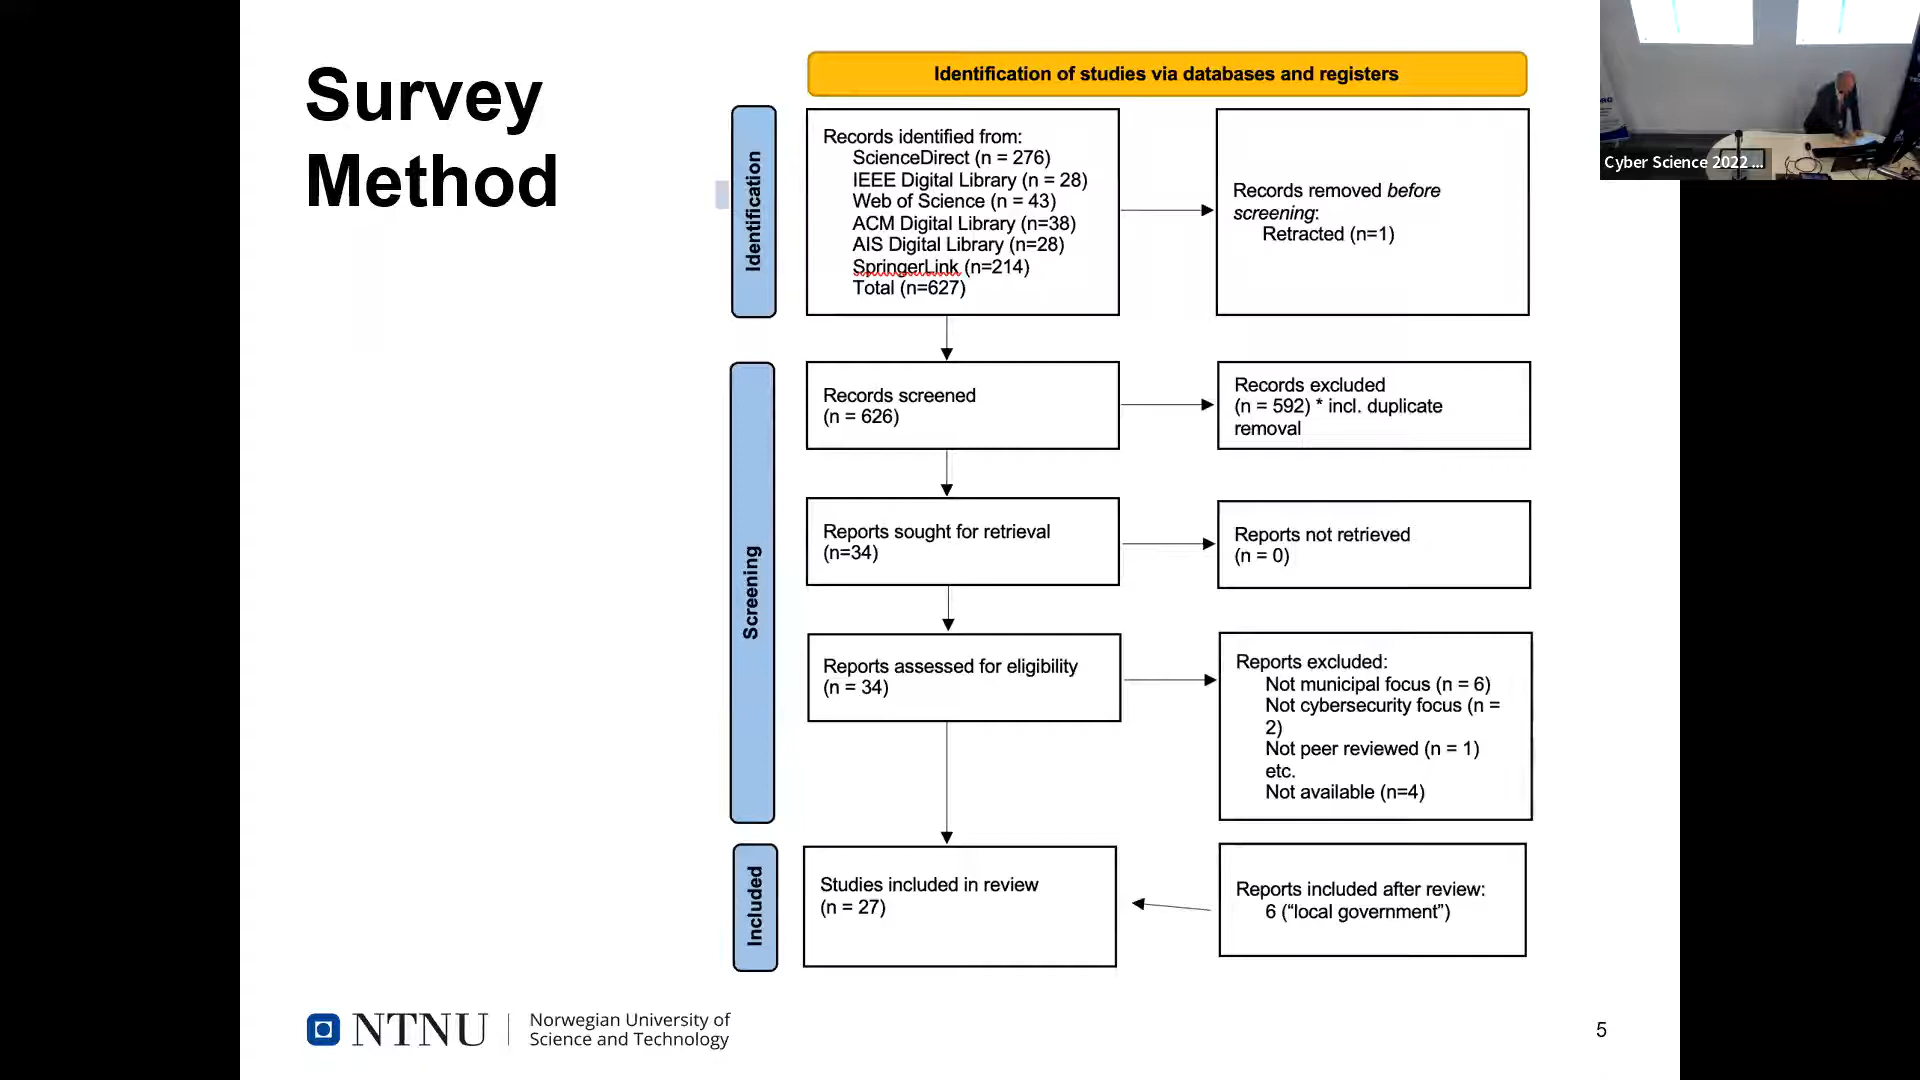 Survey
Method
Identification of studies via databases and registers
Identification
Records identified from:
ScienceDirect (n = 276)
IEEE Digital Library (n = 28)
Web of Science (n = 43)
ACM Digital Library (n=38)
AIS Digital Library (n=28)
SpringerLink (n=214)
Total (n=627)
Records removed before
screening:
Retracted (n=1)
Screening
Records screened
(n = 626)
Records excluded
(n = 592) * incl. duplicate
removal
Reports sought for retrieval
(n=34)
Reports not retrieved
(n = 0)
Reports assessed for eligibility
(n = 34)
Reports excluded:
Not municipal focus (n = 6)
Not cybersecurity focus (n =
2)
Not peer reviewed (n = 1)
etc.
Not available (n=4)
Included
Studies included in review
(n = 27)
Reports included after review:
6 (“local government”)
NTNU
Norwegian University of
Science and Technology
5
Cyber Science 2022 ...